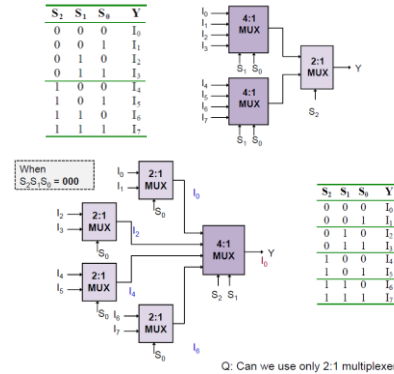 S₂ S₁ S₀ Y
0 0 0 I₀
0 0 1 I₁
0 1 0 I₂
0 1 1 I₃
1 0 0 I₄
1 0 1 I₅
1 1 0 I₆
1 1 1 I₇
I₀
I₁
I₂
I₃
4:1
MUX
S₁ S₀
I₄
I₅
I₆
I₇
4:1
MUX
S₁ S₀
2:1
MUX
Y
S₂
When
S₂S₁S₀ = 000
I₀
I₁
2:1
MUX
S₀
I₀
I₂
I₃
2:1
MUX
S₀
I₂
I₄
I₅
2:1
MUX
S₀
I₄
I₆
I₇
2:1
MUX
S₀
I₆
4:1
MUX
S₂ S₁
Y
I₀
S₂ S₁ S₀ Y
0 0 0 I₀
0 0 1 I₁
0 1 0 I₂
0 1 1 I₃
1 0 0 I₄
1 0 1 I₅
1 1 0 I₆
1 1 1 I₇
Q: Can we use only 2:1 multiplexe